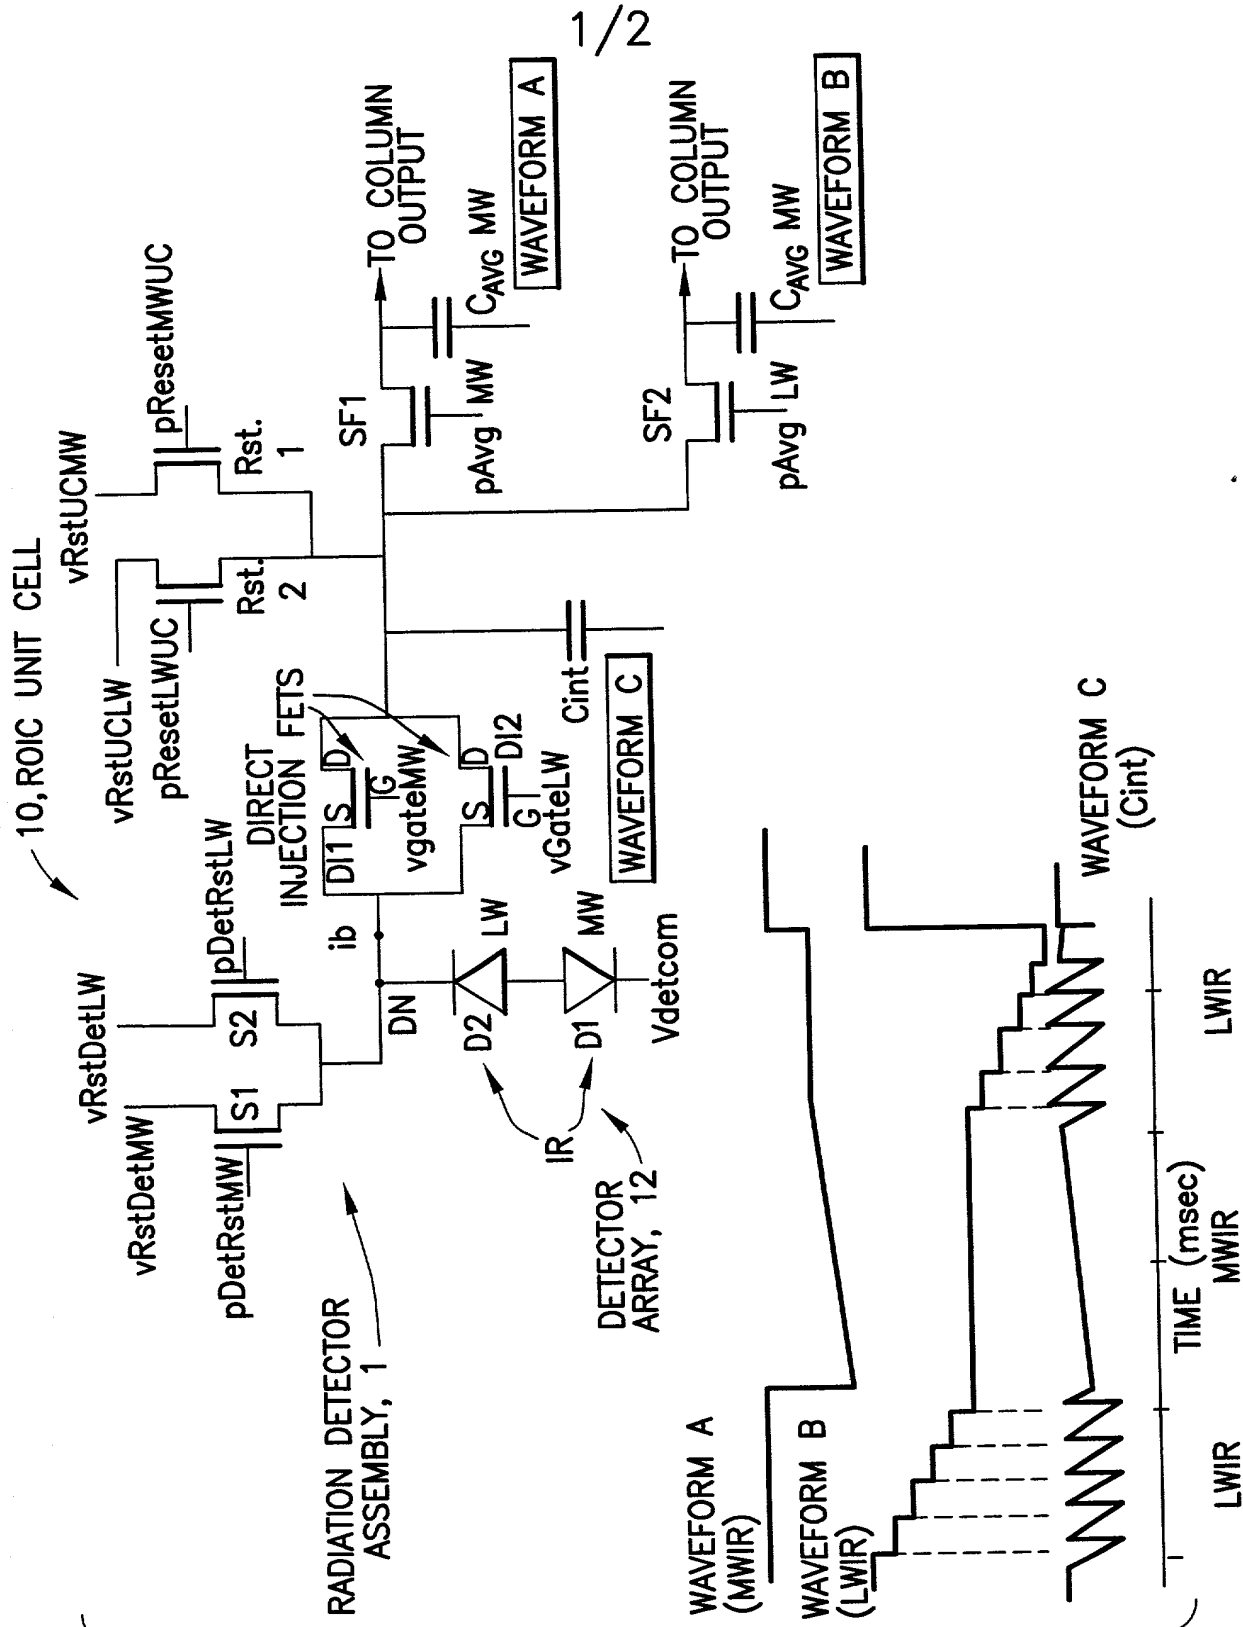 1/2
10, ROIC UNIT CELL
vRstUCMW
pResetMWUC
Rst.
1
vRstUCLW
pResetLWUC
Rst.
2
vRstDetLW
pDetRstLW
S2
vRstDetMW
pDetRstMW
S1
RADIATION DETECTOR
ASSEMBLY, 1
DIRECT
INJECTION FETS
DI1
S
D
G
vgateMW
S
D
DI2
G
vGateLW
ib
DN
D2
LW
D1
MW
Vdetcom
IR
DETECTOR
ARRAY, 12
Cint
WAVEFORM C
SF1
pAvg MW
TO COLUMN
OUTPUT
CAVG MW
WAVEFORM A
SF2
pAvg LW
TO COLUMN
OUTPUT
CAVG MW
WAVEFORM B
WAVEFORM A
(MWIR)
WAVEFORM B
(LWIR)
WAVEFORM C
(Cint)
TIME (msec)
LWIR
MWIR
LWIR